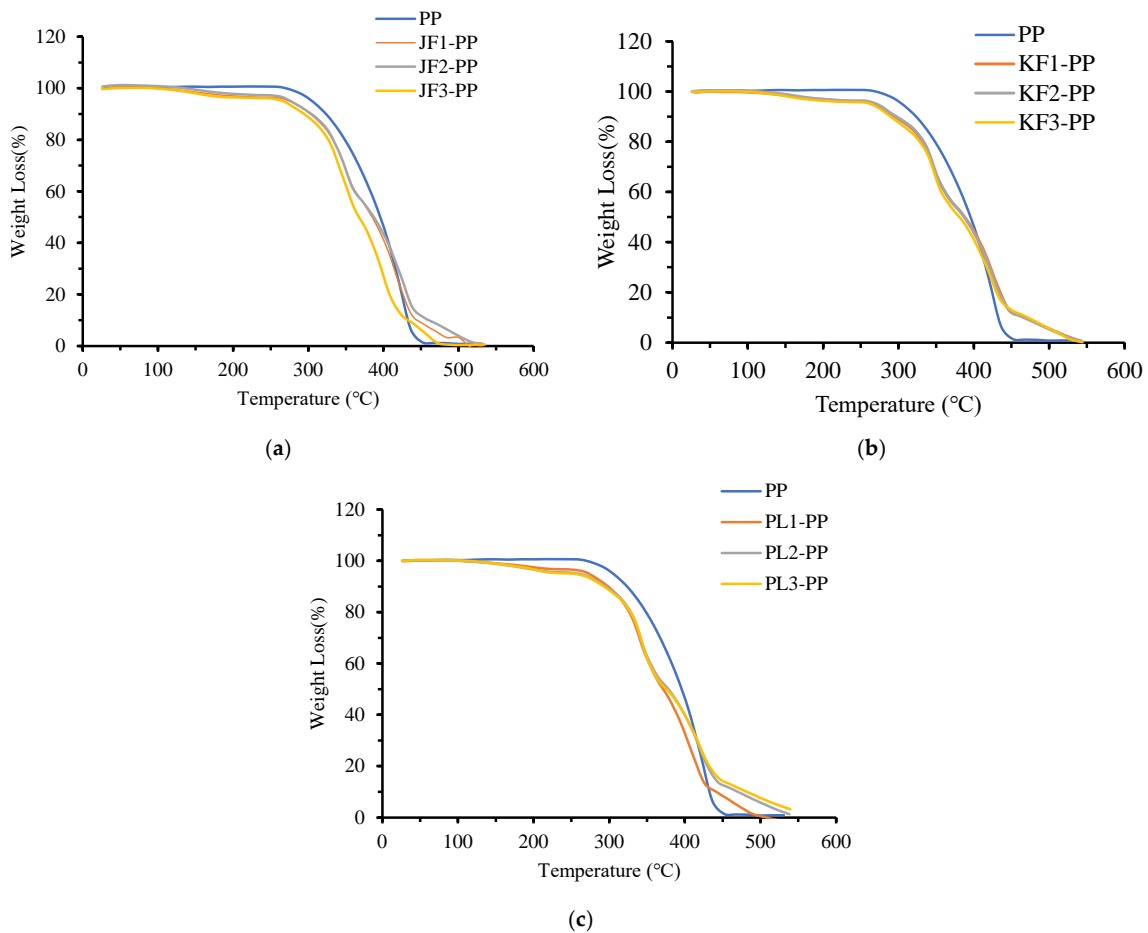 PP
JF1-PP
JF2-PP
JF3-PP
120
100
80
60
40
20
0
Weight Loss(%)
0 100 200 300 400 500 600
Temperature (℃)
(a)
PP
KF1-PP
KF2-PP
KF3-PP
120
100
80
60
40
20
0
Weight Loss(%)
0 100 200 300 400 500 600
Temperature (℃)
(b)
PP
PL1-PP
PL2-PP
PL3-PP
120
100
80
60
40
20
0
Weight Loss(%)
0 100 200 300 400 500 600
Temperature (℃)
(c)